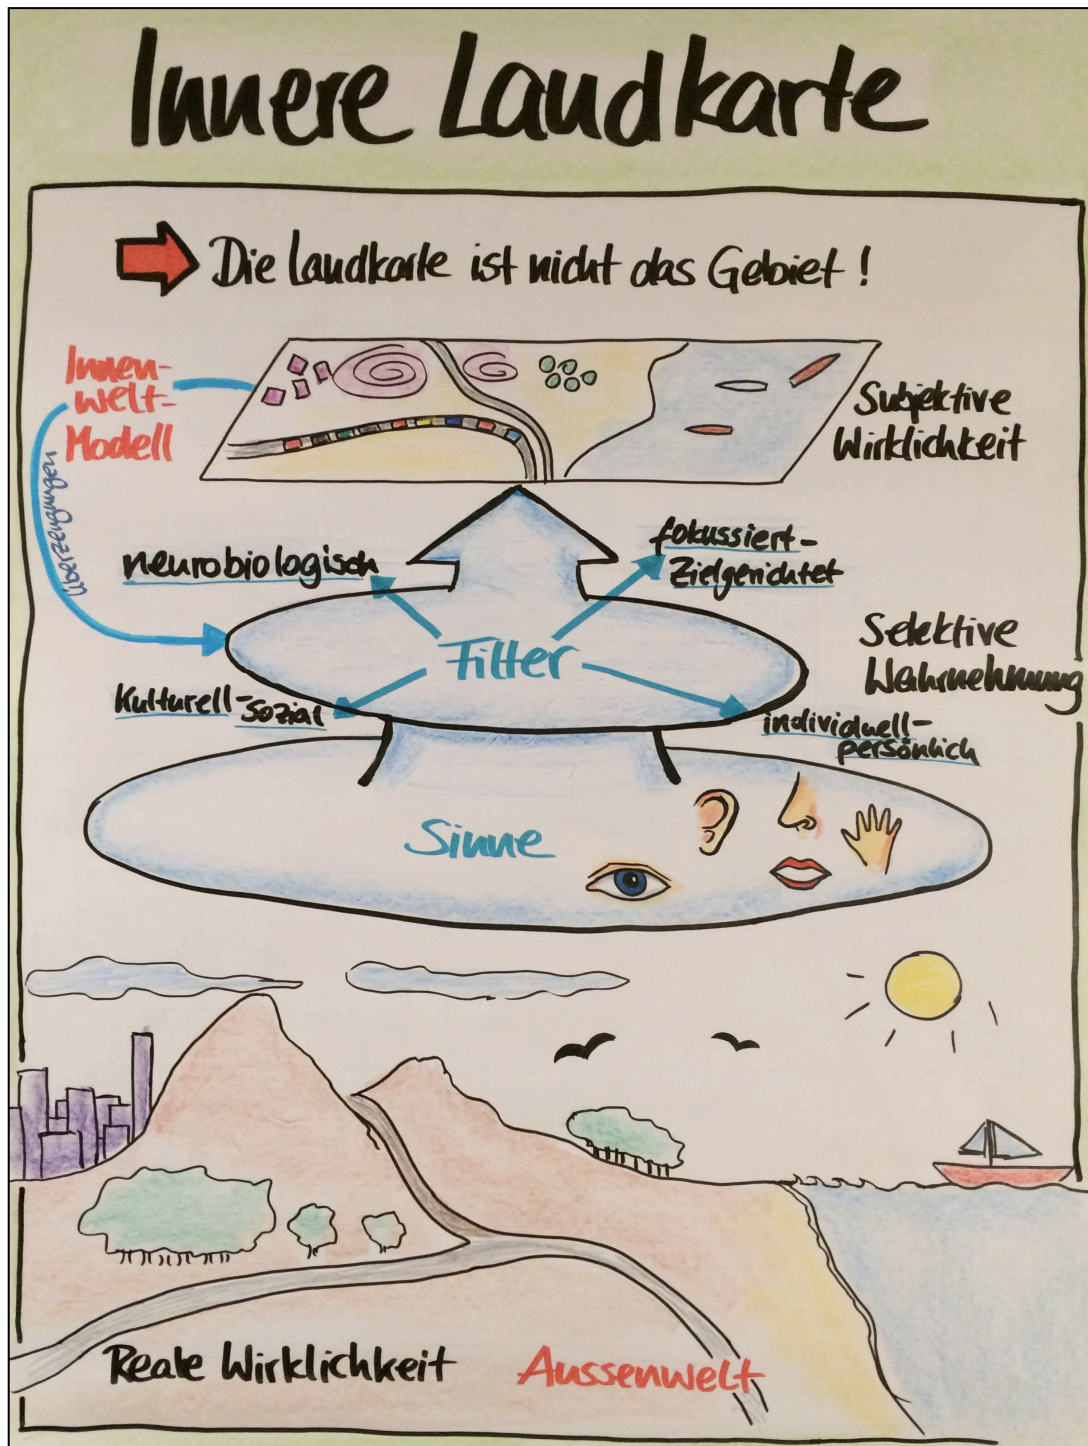 Innere Landkarte
Die Landkarte ist nicht das Gebiet!
Innen-
welt-
Modell
Subjektive
Wirklichkeit
Überzeugungen
neurobiologisch
fokussiert-
Zielgerichtet
Filter
Selektive
Wahrnehmung
Kulturell-
Sozial
individuell-
persönlich
Sinne
Reale Wirklichkeit
Aussenwelt